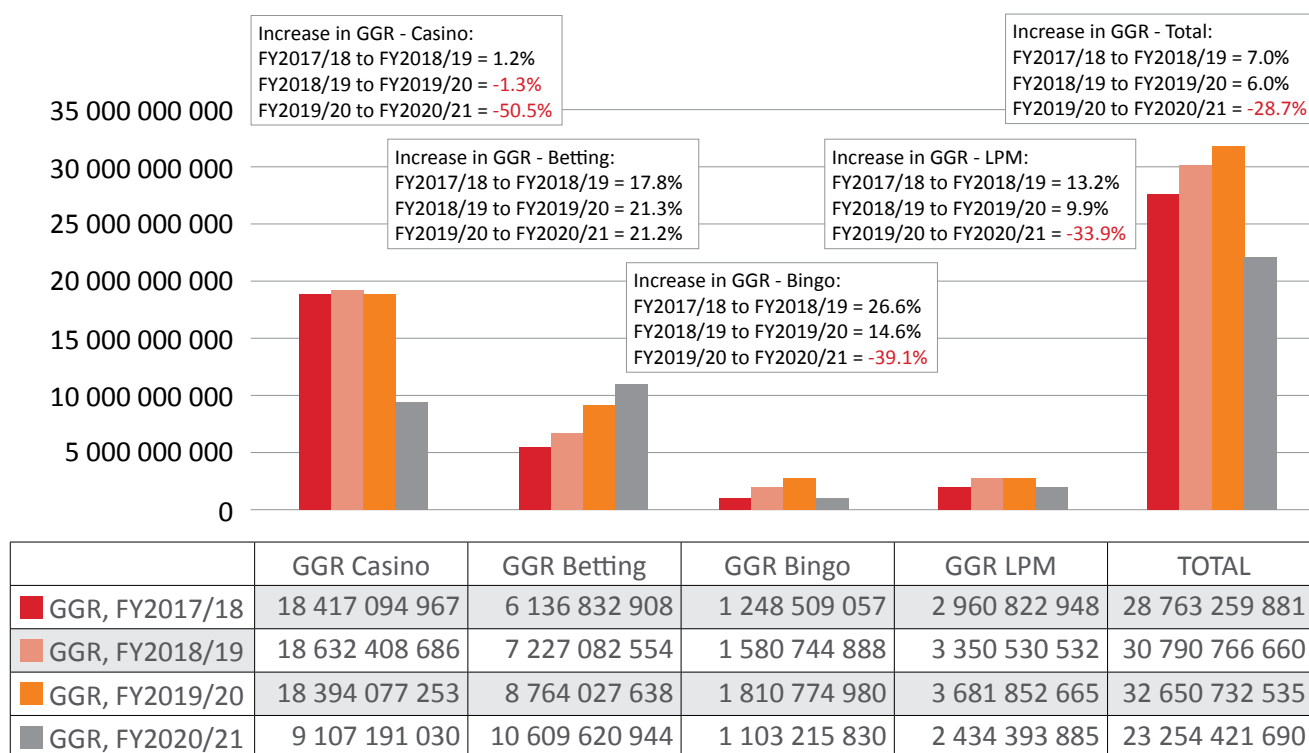 Increase in GGR - Casino:
FY2017/18 to FY2018/19 = 1.2%
FY2018/19 to FY2019/20 = -1.3%
FY2019/20 to FY2020/21 = -50.5%
Increase in GGR - Total:
FY2017/18 to FY2018/19 = 7.0%
FY2018/19 to FY2019/20 = 6.0%
FY2019/20 to FY2020/21 = -28.7%
Increase in GGR - Betting:
FY2017/18 to FY2018/19 = 17.8%
FY2018/19 to FY2019/20 = 21.3%
FY2019/20 to FY2020/21 = 21.2%
Increase in GGR - LPM:
FY2017/18 to FY2018/19 = 13.2%
FY2018/19 to FY2019/20 = 9.9%
FY2019/20 to FY2020/21 = -33.9%
Increase in GGR - Bingo:
FY2017/18 to FY2018/19 = 26.6%
FY2018/19 to FY2019/20 = 14.6%
FY2019/20 to FY2020/21 = -39.1%
35 000 000 000
30 000 000 000
25 000 000 000
20 000 000 000
15 000 000 000
10 000 000 000
5 000 000 000
0
GGR Casino GGR Betting GGR Bingo GGR LPM TOTAL
GGR, FY2017/18 18 417 094 967 6 136 832 908 1 248 509 057 2 960 822 948 28 763 259 881
GGR, FY2018/19 18 632 408 686 7 227 082 554 1 580 744 888 3 350 530 532 30 790 766 660
GGR, FY2019/20 18 394 077 253 8 764 027 638 1 810 774 980 3 681 852 665 32 650 732 535
GGR, FY2020/21 9 107 191 030 10 609 620 944 1 103 215 830 2 434 393 885 23 254 421 690